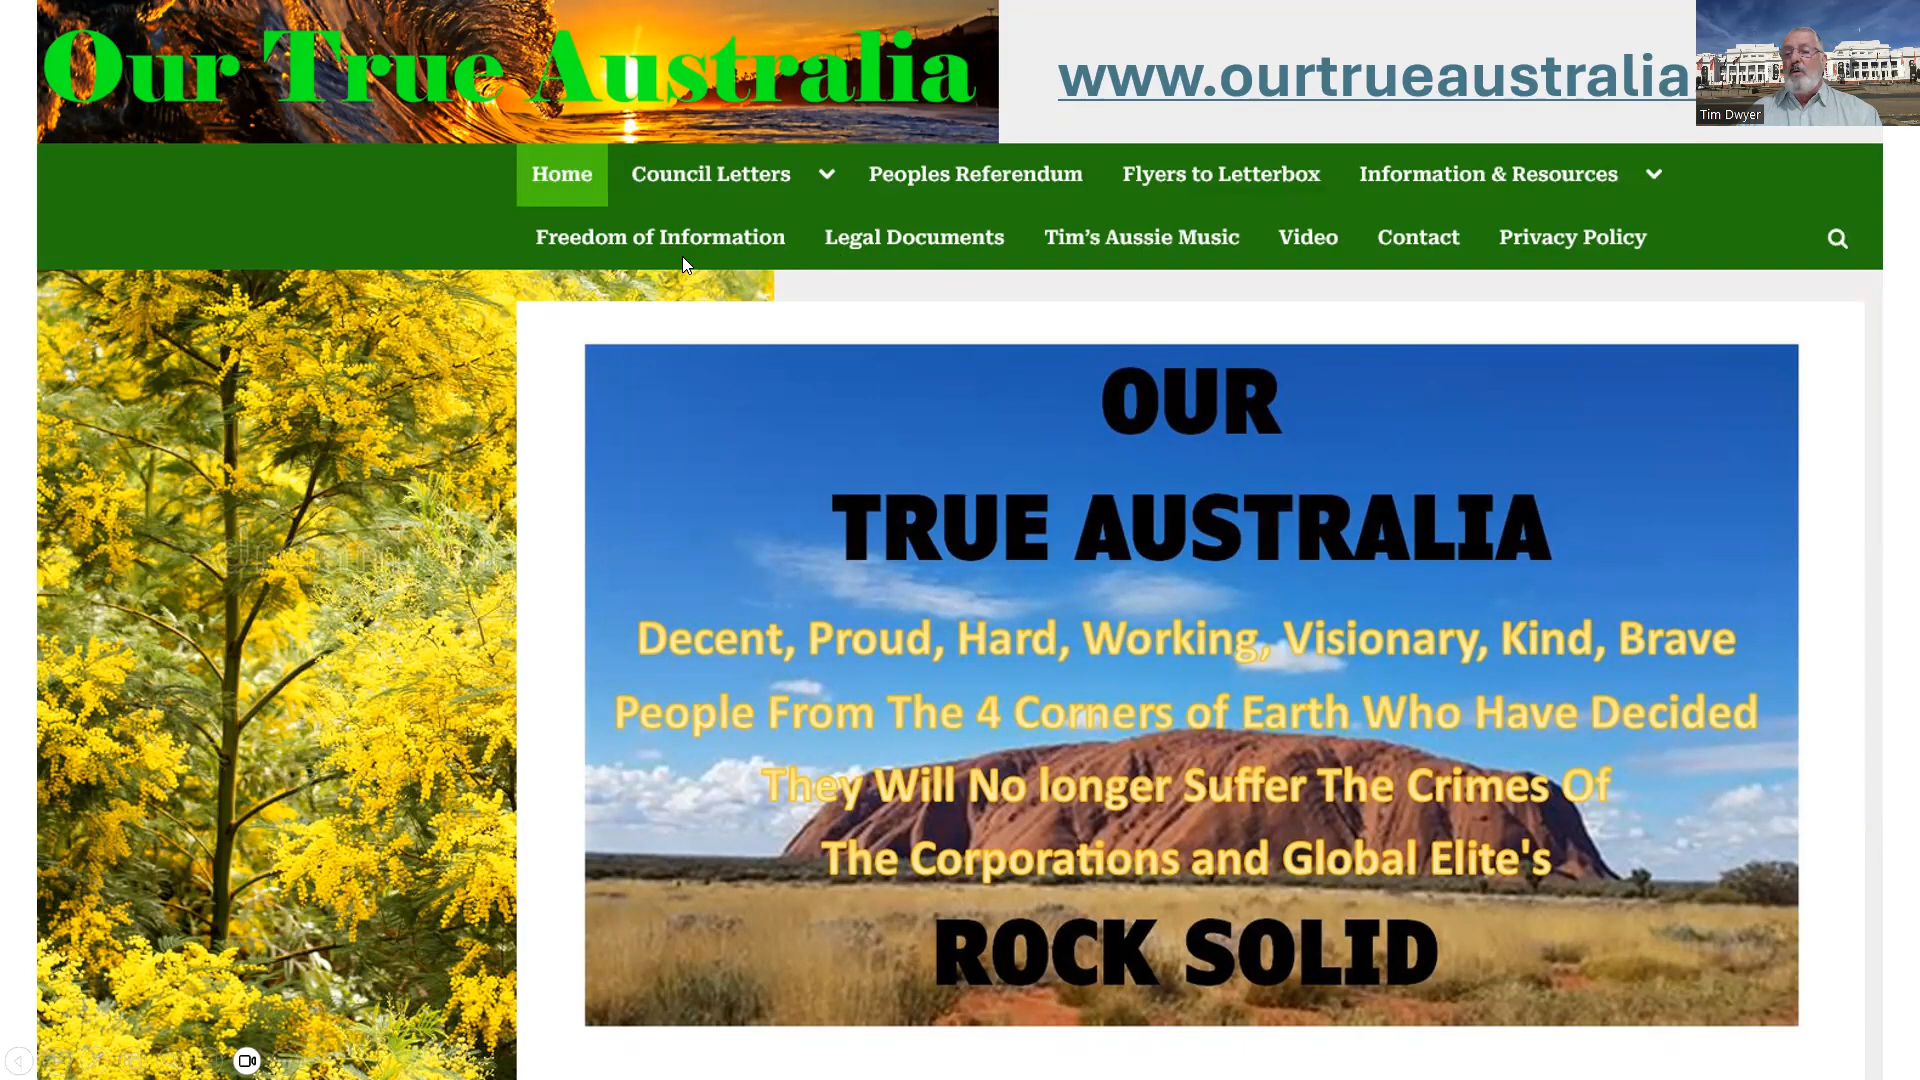 Our True Australia
www.ourtrueaustralia
Tim Dwyer
Home
Council Letters
Peoples Referendum
Flyers to Letterbox
Information & Resources
Freedom of Information
Legal Documents
Tim's Aussie Music
Video
Contact
Privacy Policy
OUR
TRUE AUSTRALIA
Decent, Proud, Hard, Working, Visionary, Kind, Brave
People From The 4 Corners of Earth Who Have Decided
They Will No longer Suffer The Crimes Of
The Corporations and Global Elite's
ROCK SOLID